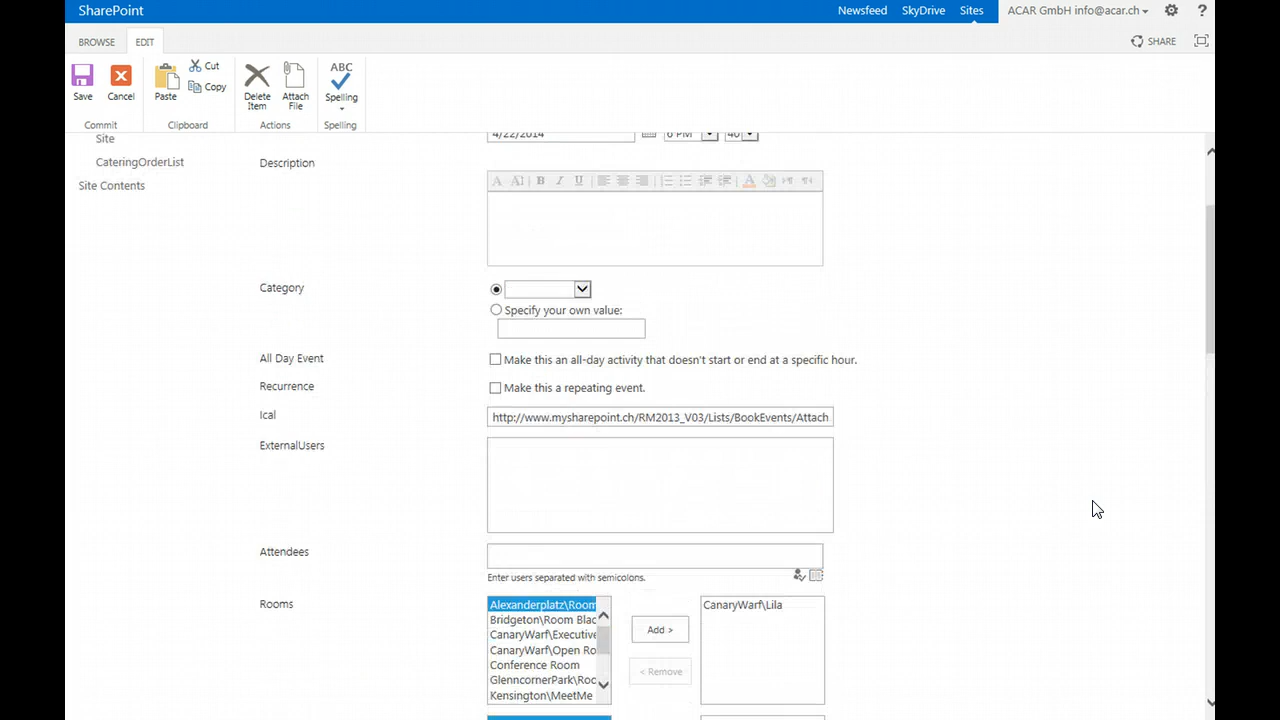 SharePoint
Newsfeed SkyDrive Sites ACAR GmbH info@acar.ch ?
BROWSE EDIT SHARE
Save Cancel Paste Cut Copy Delete Item Attach File ABC Spelling
Commit Clipboard Actions Spelling
Site
CateringOrderList
Site Contents
4/22/2014 6 PM 40
Description
A AI B I U A
Category
Specify your own value:
All Day Event Make this an all-day activity that doesn't start or end at a specific hour.
Recurrence Make this a repeating event.
Ical http://www.mysharepoint.ch/RM2013_V03/Lists/BookEvents/Attach
ExternalUsers
Attendees
Enter users separated with semicolons.
Rooms
Alexanderplatz\Room
Bridgeton\Room Blac
CanaryWarf\Executive
CanaryWarf\Open Ro
Conference Room
GlenncornerPark\Roo
Kensington\MeetMe
Add >
< Remove
CanaryWarf\Lila